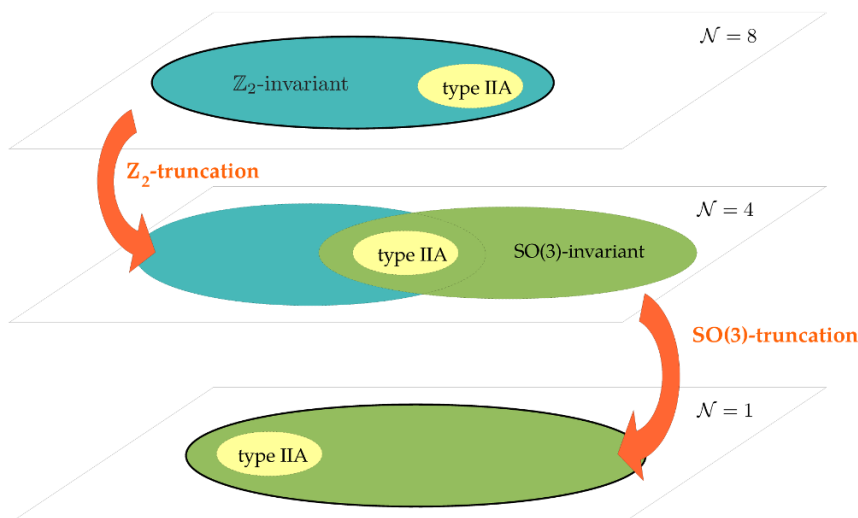 𝒩 = 8
ℤ₂-invariant
type IIA
Z₂-truncation
𝒩 = 4
type IIA
SO(3)-invariant
SO(3)-truncation
𝒩 = 1
type IIA